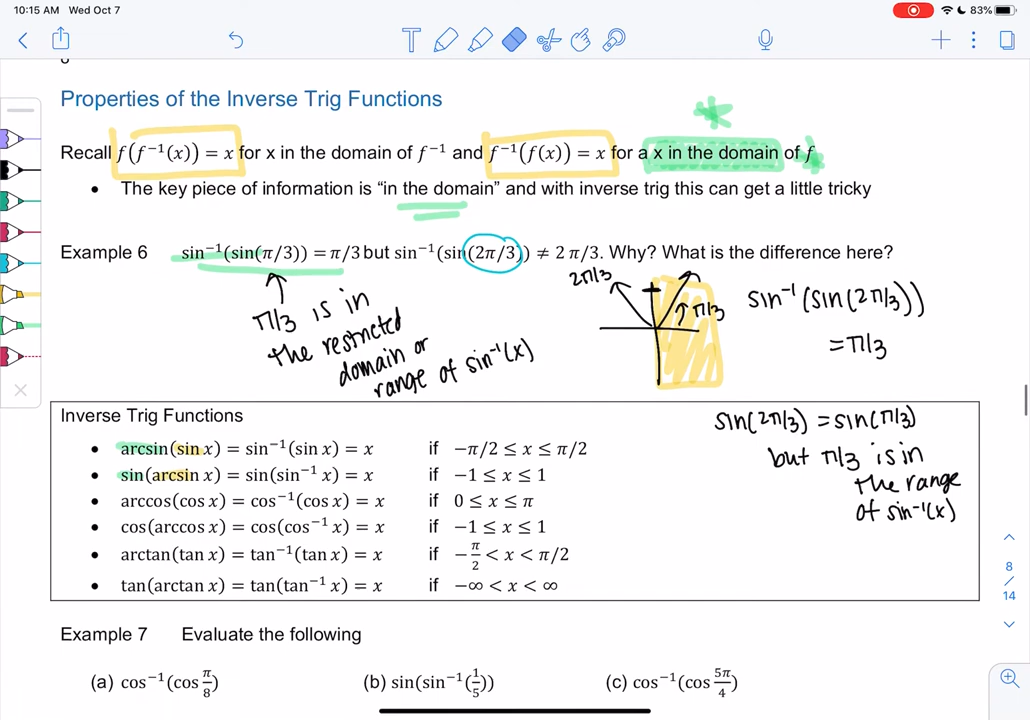 10:15 AM Wed Oct 7
83%
T
Properties of the Inverse Trig Functions
Recall f(f⁻¹(x)) = x for x in the domain of f⁻¹ and f⁻¹(f(x)) = x for a x in the domain of f
• The key piece of information is "in the domain" and with inverse trig this can get a little tricky
Example 6 sin⁻¹(sin(π/3)) = π/3 but sin⁻¹(sin(2π/3)) ≠ 2 π/3. Why? What is the difference here?
π/3 is in
the restricted
domain or
range of sin⁻¹(x)
2π/3
π/3
sin⁻¹(sin(2π/3))
= π/3
sin(2π/3) = sin(π/3)
but π/3 is in
the range
of sin⁻¹(x)
Inverse Trig Functions
• arcsin(sin x) = sin⁻¹(sin x) = x if −π/2 ≤ x ≤ π/2
• sin(arcsin x) = sin(sin⁻¹ x) = x if −1 ≤ x ≤ 1
• arccos(cos x) = cos⁻¹(cos x) = x if 0 ≤ x ≤ π
• cos(arccos x) = cos(cos⁻¹ x) = x if −1 ≤ x ≤ 1
• arctan(tan x) = tan⁻¹(tan x) = x if −π/2 < x < π/2
• tan(arctan x) = tan(tan⁻¹ x) = x if −∞ < x < ∞
8
/
14
Example 7 Evaluate the following
(a) cos⁻¹(cos π/8) (b) sin(sin⁻¹(1/5)) (c) cos⁻¹(cos 5π/4)